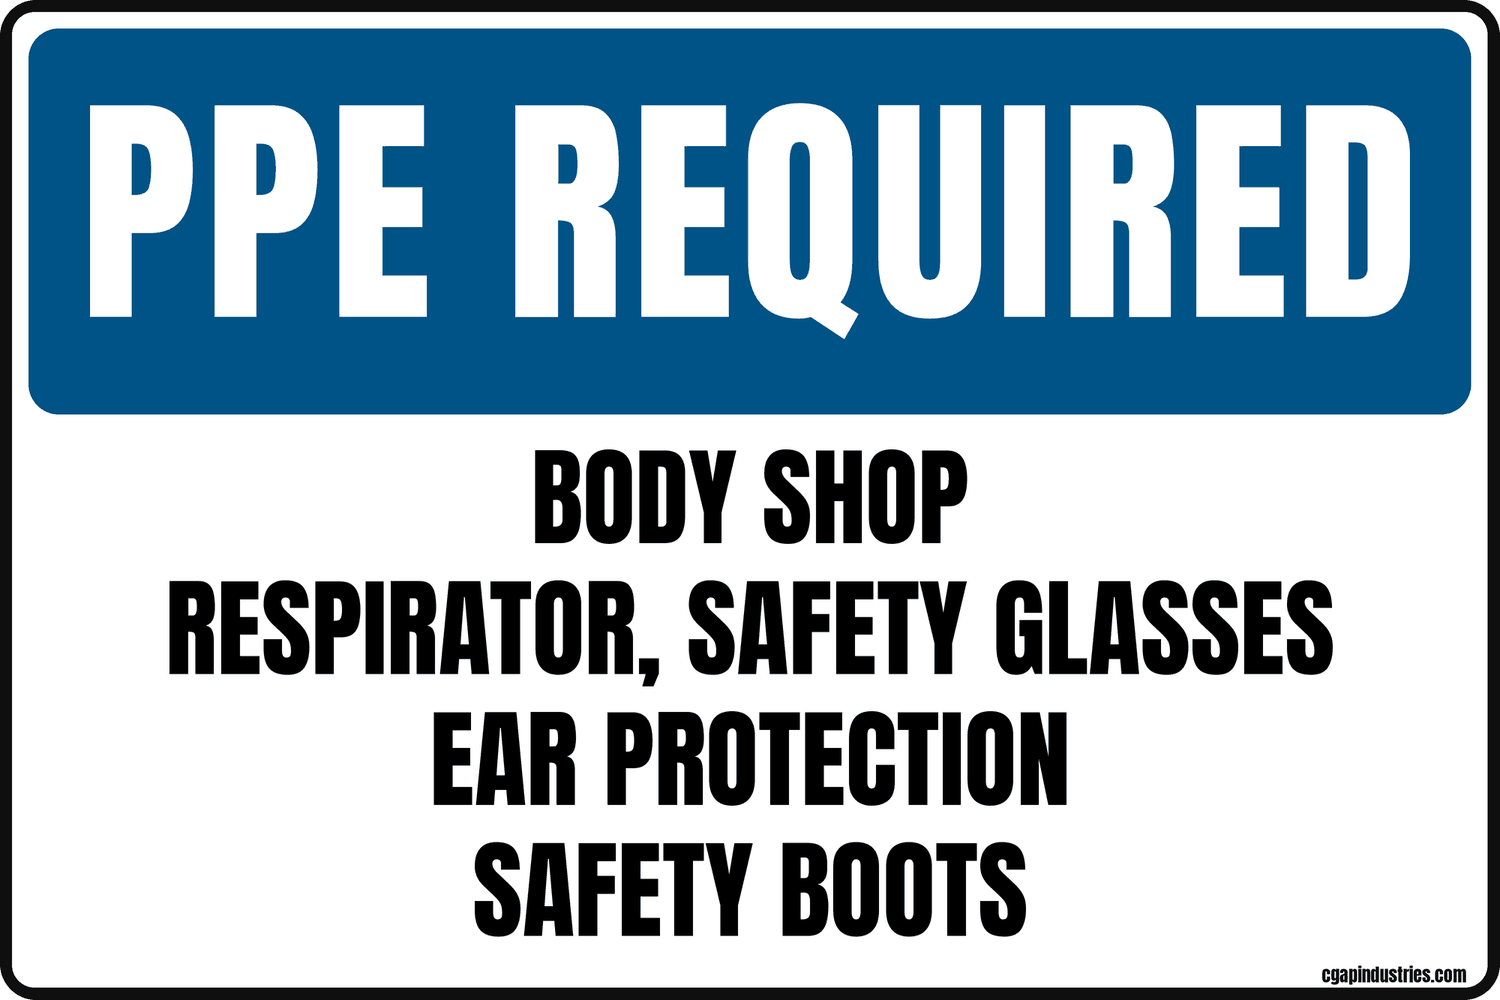 PPE REQUIRED
BODY SHOP
RESPIRATOR, SAFETY GLASSES
EAR PROTECTION
SAFETY BOOTS
cgapindustries.com